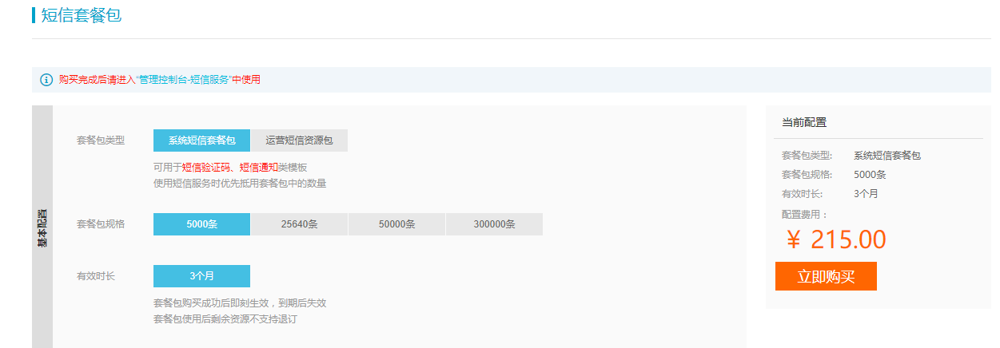 短信套餐包
购买完成后请进入“管理控制台-短信服务”中使用
基本配置
套餐包类型 系统短信套餐包 运营短信资源包
可用于短信验证码、短信通知类模板
使用短信服务时优先抵用套餐包中的数量
套餐包规格 5000条 25640条 50000条 300000条
有效时长 3个月
套餐包购买成功后即刻生效，到期后失效
套餐包使用后剩余资源不支持退订
当前配置
套餐包类型: 系统短信套餐包
套餐包规格: 5000条
有效时长: 3个月
配置费用：
¥ 215.00
立即购买